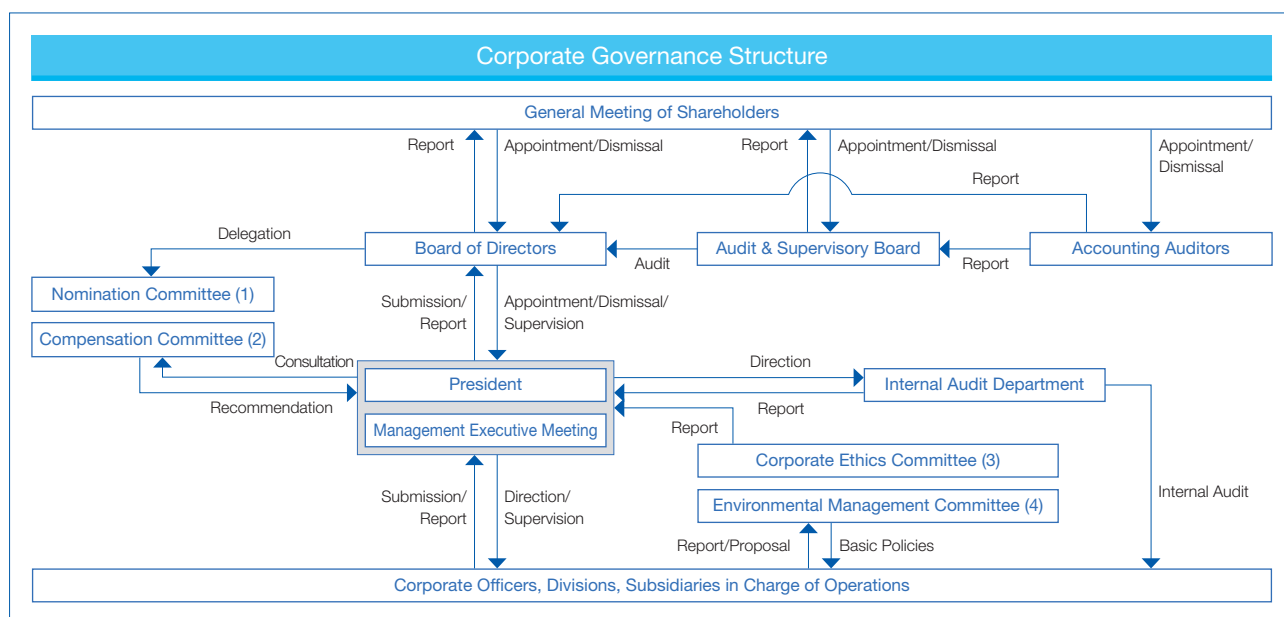 Corporate Governance Structure
General Meeting of Shareholders
Report
Appointment/Dismissal
Report
Appointment/Dismissal
Appointment/
Dismissal
Report
Delegation
Board of Directors
Audit
Audit & Supervisory Board
Report
Accounting Auditors
Nomination Committee (1)
Submission/
Report
Appointment/Dismissal/
Supervision
Compensation Committee (2)
Consultation
Recommendation
President
Management Executive Meeting
Direction
Report
Internal Audit Department
Report
Corporate Ethics Committee (3)
Submission/
Report
Direction/
Supervision
Environmental Management Committee (4)
Internal Audit
Report/Proposal
Basic Policies
Corporate Officers, Divisions, Subsidiaries in Charge of Operations